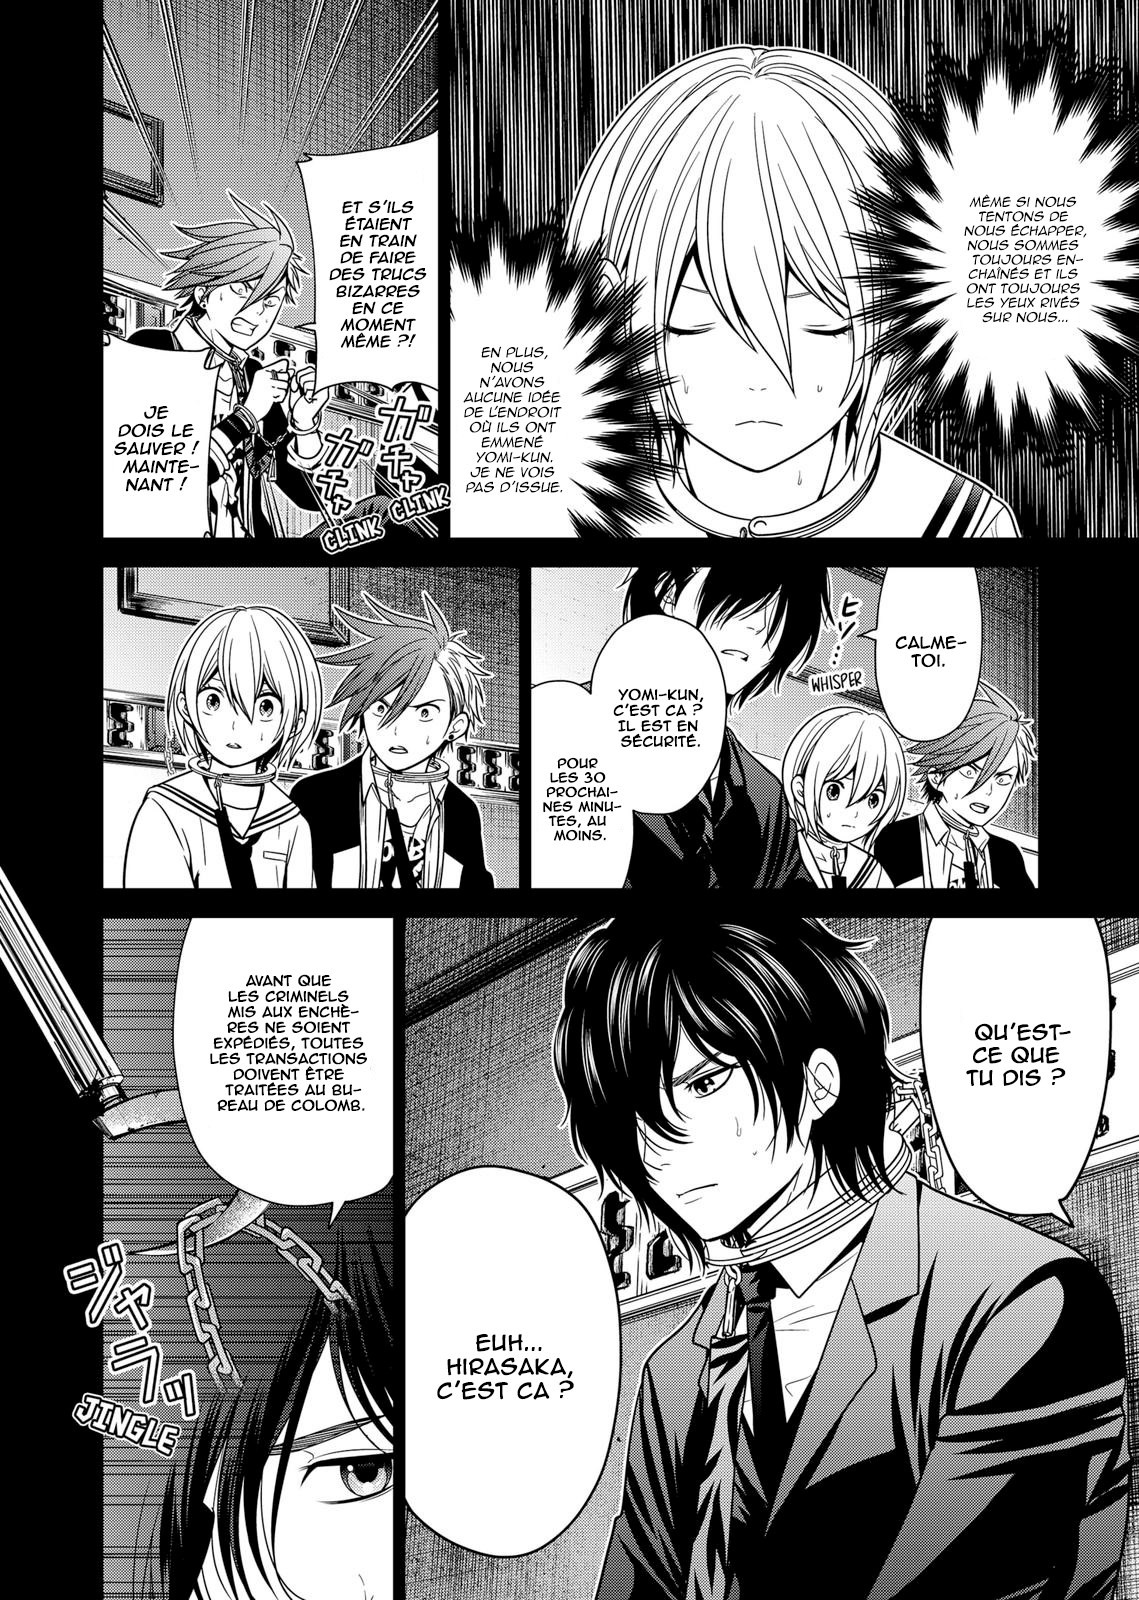 MÊME SI NOUS
TENTONS DE
NOUS ÉCHAPPER,
NOUS SOMMES
TOUJOURS EN-
CHAÎNÉS ET ILS
ONT TOUJOURS
LES YEUX RIVÉS
SUR NOUS...
EN PLUS,
NOUS
N'AVONS
AUCUNE IDÉE
DE L'ENDROIT
OÙ ILS ONT
EMMENÉ
YOMI-KUN.
JE NE VOIS
PAS D'ISSUE.
ET S'ILS
ÉTAIENT
EN TRAIN
DE FAIRE
DES TRUCS
BIZARRES
EN CE
MOMENT
MÊME ?!
JE
DOIS LE
SAUVER !
MAINTE-
NANT !
ガチャ
CLINK
ガチャ
CLINK
CALME-
TOI.
ヒソ...
WHISPER
YOMI-KUN,
C'EST CA ?
IL EST EN
SÉCURITÉ.
POUR
LES 30
PROCHAI-
NES MINU-
TES, AU
MOINS.
QU'EST-
CE QUE
TU DIS ?
EUH...
HIRASAKA,
C'EST CA ?
AVANT QUE
LES CRIMINELS
MIS AUX ENCHÈ-
RES NE SOIENT
EXPÉDIÉS, TOUTES
LES TRANSACTIONS
DOIVENT ÊTRE
TRAITÉES AU BU-
REAU DE COLOMB.
ジャラッ
JINGLE